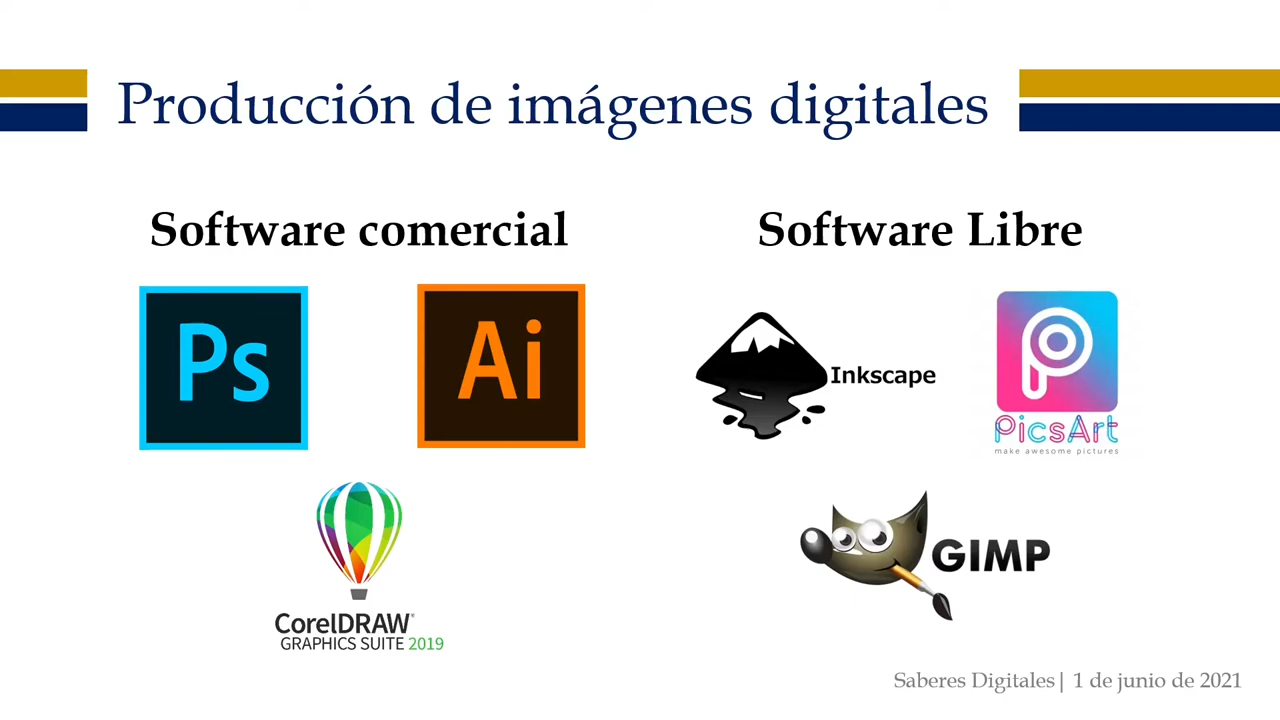 Producción de imágenes digitales
Software comercial
Software Libre
Ps
Ai
Inkscape
PicsArt
make awesome pictures
CorelDRAW®
GRAPHICS SUITE 2019
GIMP
Saberes Digitales| 1 de junio de 2021